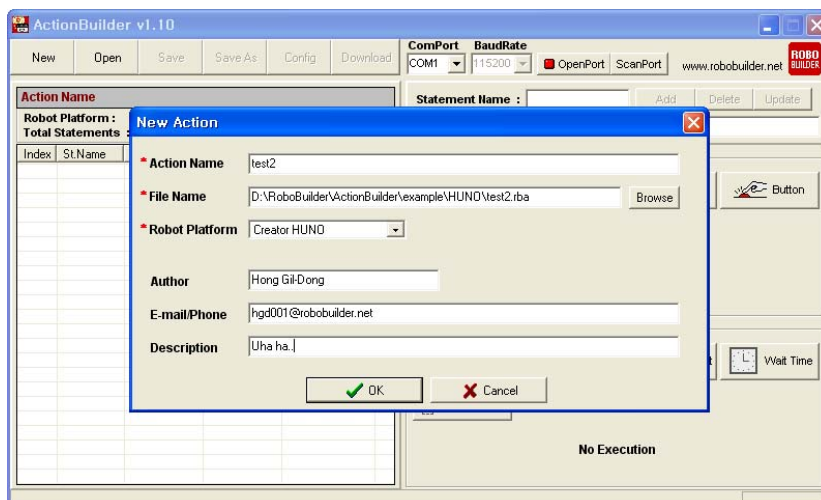 ActionBuilder v1.10
New Open Save Save As Config Download
ComPort BaudRate
COM1 115200 OpenPort ScanPort www.robobuilder.net ROBO BUILDER
Action Name
Statement Name : Add Delete Update
Robot Platform :
Total Statements :
Index St.Name
New Action
* Action Name test2
* File Name D:\RoboBuilder\ActionBuilder\example\HUNO\test2.rba Browse
* Robot Platform Creator HUNO
Author Hong Gil-Dong
E-mail/Phone hgd001@robobuilder.net
Description Uha ha..
OK Cancel
Button
Wait Time
No Execution